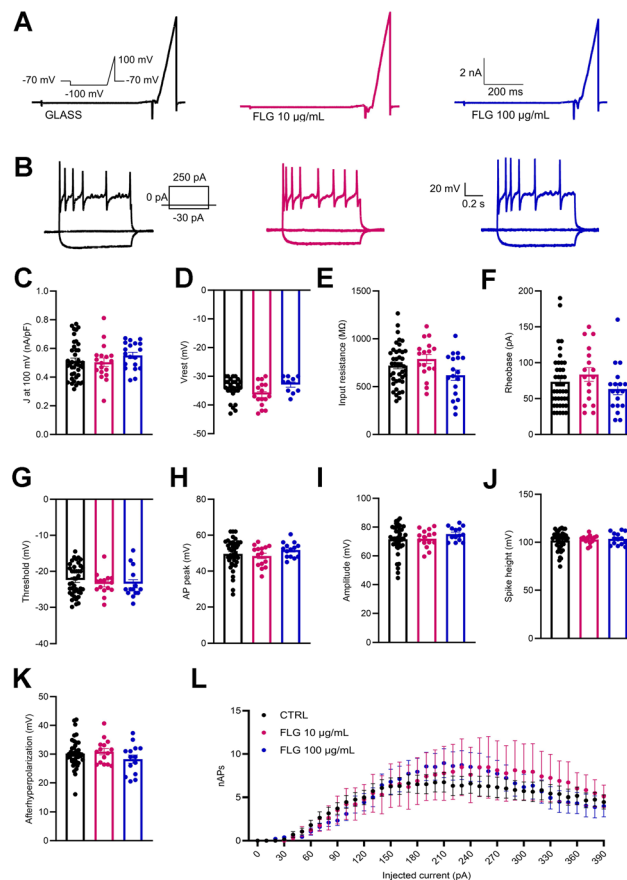 A
100 mV
-70 mV
-70 mV
-100 mV
GLASS
FLG 10 µg/mL
2 nA
200 ms
FLG 100 µg/mL
B
250 pA
0 pA
-30 pA
20 mV
0.2 s
C
J at 100 mV (nA/pF)
1.0
0.8
0.6
0.4
0.2
0.0
D
Vrest (mV)
0
-10
-20
-30
-40
-50
E
Input resistance (MΩ)
1500
1000
500
0
F
Rheobase (pA)
200
150
100
50
0
G
Threshold (mV)
0
-10
-20
-30
-40
H
AP peak (mV)
80
60
40
20
0
I
Amplitude (mV)
100
80
60
40
20
0
J
Spike height (mV)
150
100
50
0
K
Afterhyperpolarization (mV)
50
40
30
20
10
0
L
nAPs
15
10
5
0
CTRL
FLG 10 µg/mL
FLG 100 µg/mL
0 30 60 90 120 150 180 210 240 270 300 330 360 390
Injected current (pA)